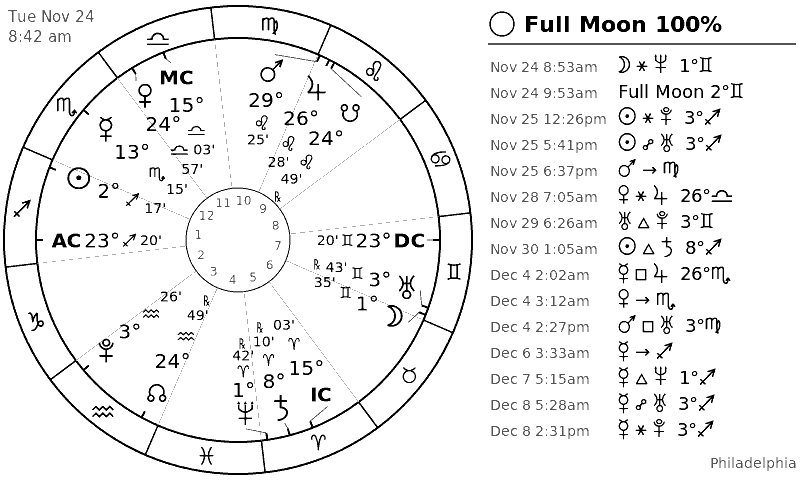 Tue Nov 24
8:42 am
MC
15°
♎
03'
♀
24°
♎
57'
☿
13°
♏
15'
☉
2°
♐
17'
AC 23° ♐ 20'
♂
29°
♌
25'
♃
26°
♌
28'
☋
24°
♌
49'
℞
20' ♊ 23° DC
℞ 43' ♊ 3° ♅
35' ♊ 1° ☽
26'
♒
3°
♇
℞
49'
♒
24°
☊
℞
42'
♈
1°
♆
℞
10'
♈
8°
♄
03'
♈
15°
IC
12 11 10 9 8 7 6 5 4 3 2 1
♎ ♍ ♌ ♋ ♊ ♉ ♈ ♓ ♒ ♑ ♐ ♏
○ Full Moon 100%
Nov 24 8:53am ☽ ⚹ ♆ 1°♊
Nov 24 9:53am Full Moon 2°♊
Nov 25 12:26pm ☉ ⚹ ♇ 3°♐
Nov 25 5:41pm ☉ ☍ ♅ 3°♐
Nov 25 6:37pm ♂ → ♍
Nov 28 7:05am ♀ ⚹ ♃ 26°♎
Nov 29 6:26am ♅ △ ♇ 3°♊
Nov 30 1:05am ☉ △ ♄ 8°♐
Dec 4 2:02am ☿ □ ♃ 26°♏
Dec 4 3:12am ♀ → ♏
Dec 4 2:27pm ♂ □ ♅ 3°♍
Dec 6 3:33am ☿ → ♐
Dec 7 5:15am ☿ △ ♆ 1°♐
Dec 8 5:28am ☿ ☍ ♅ 3°♐
Dec 8 2:31pm ☿ ⚹ ♇ 3°♐
Philadelphia